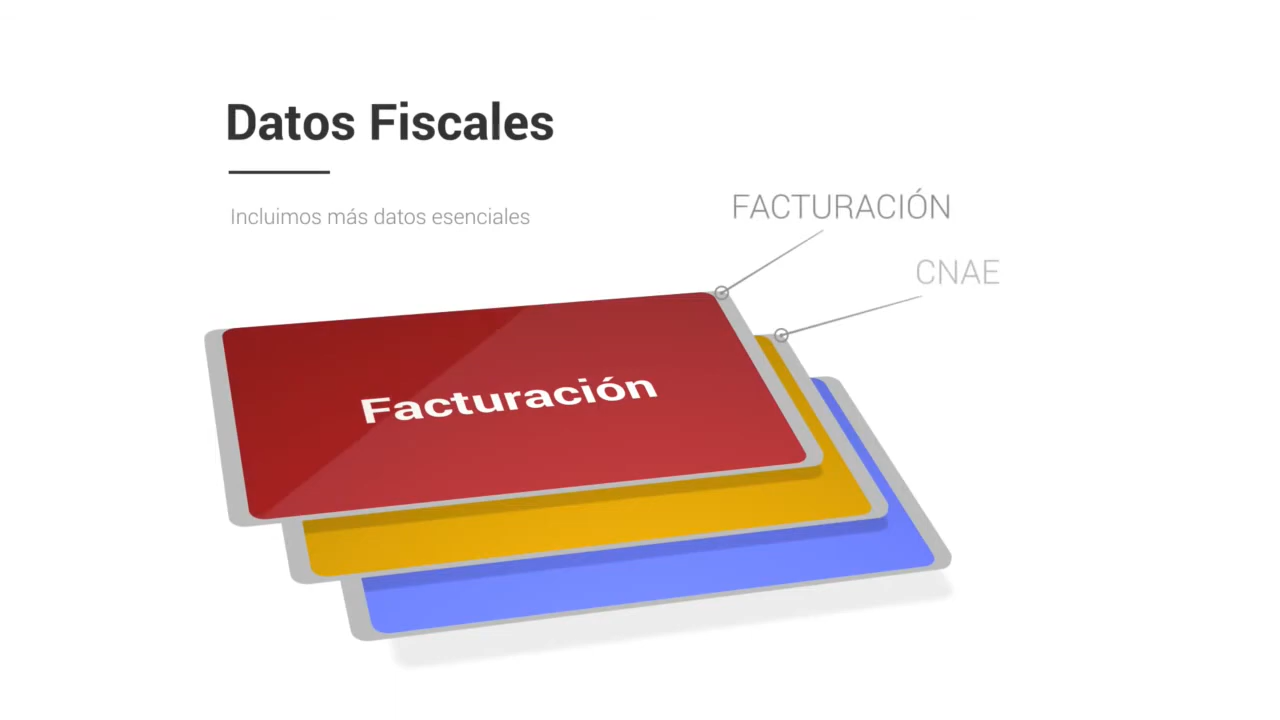 Datos Fiscales
Incluimos más datos esenciales
FACTURACIÓN
CNAE
Facturación